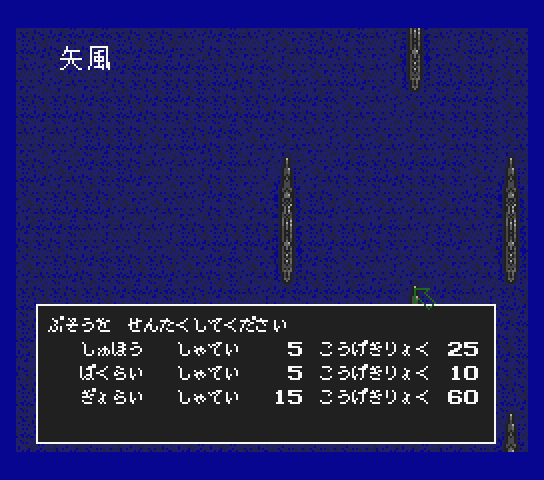 矢風
ぶそうを せんたくしてください
しゅほう しゃてい 5 こうげきりょく 25
ばくらい しゃてい 5 こうげきりょく 10
ぎょらい しゃてい 15 こうげきりょく 60